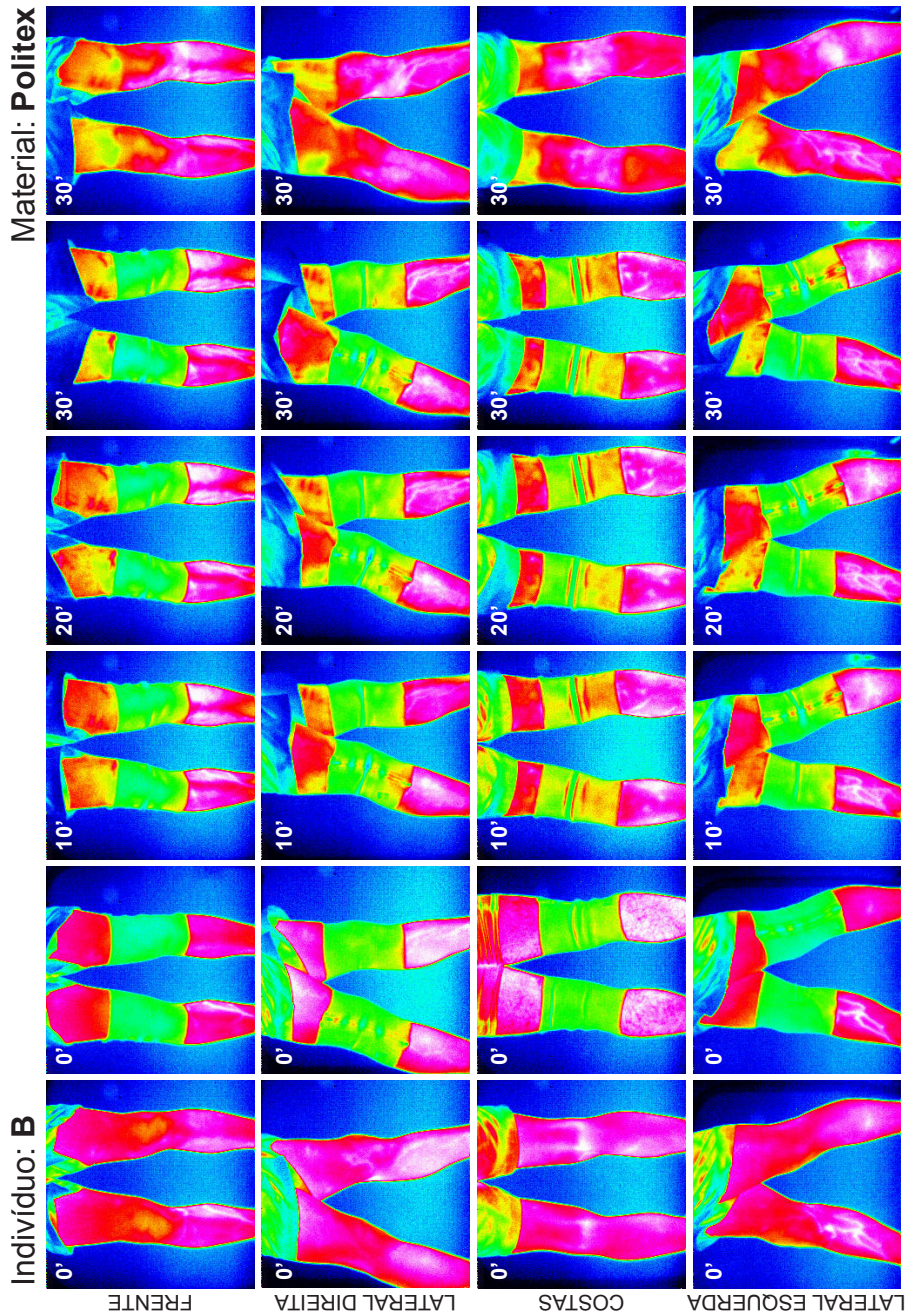 Indivíduo: B
Material: Politex
FRENTE
0’ 0’ 10’ 20’ 30’ 30’
LATERAL DIREITA
0’ 0’ 10’ 20’ 30’ 30’
COSTAS
0’ 0’ 10’ 20’ 30’ 30’
LATERAL ESQUERDA
0’ 0’ 10’ 20’ 30’ 30’